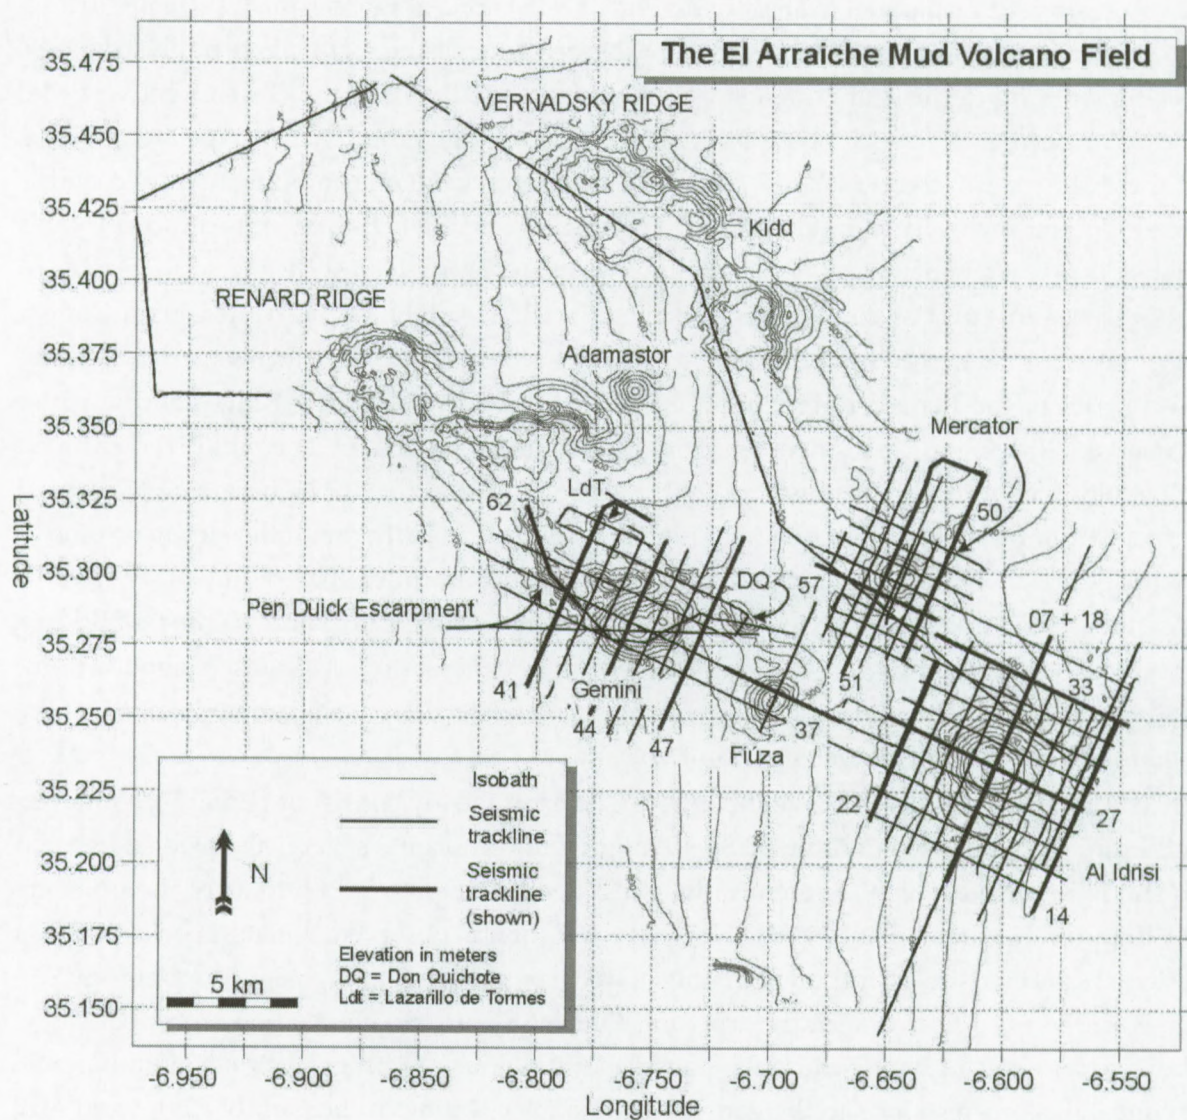 The El Arraiche Mud Volcano Field
35.475
VERNADSKY RIDGE
35.450
35.425
Kidd
35.400
RENARD RIDGE
35.375
Adamastor
35.350
Mercator
35.325
62
LdT
50
35.300
DQ
57
Pen Duick Escarpment
07 + 18
35.275
41
Gemini
51
33
35.250
44
47
Fiúza
37
35.225
22
27
35.200
Al Idrisi
14
35.175
35.150
Latitude
Isobath
Seismic
trackline
Seismic
trackline
(shown)
N
Elevation in meters
DQ = Don Quichote
Ldt = Lazarillo de Tormes
5 km
-6.950 -6.900 -6.850 -6.800 -6.750 -6.700 -6.650 -6.600 -6.550
Longitude